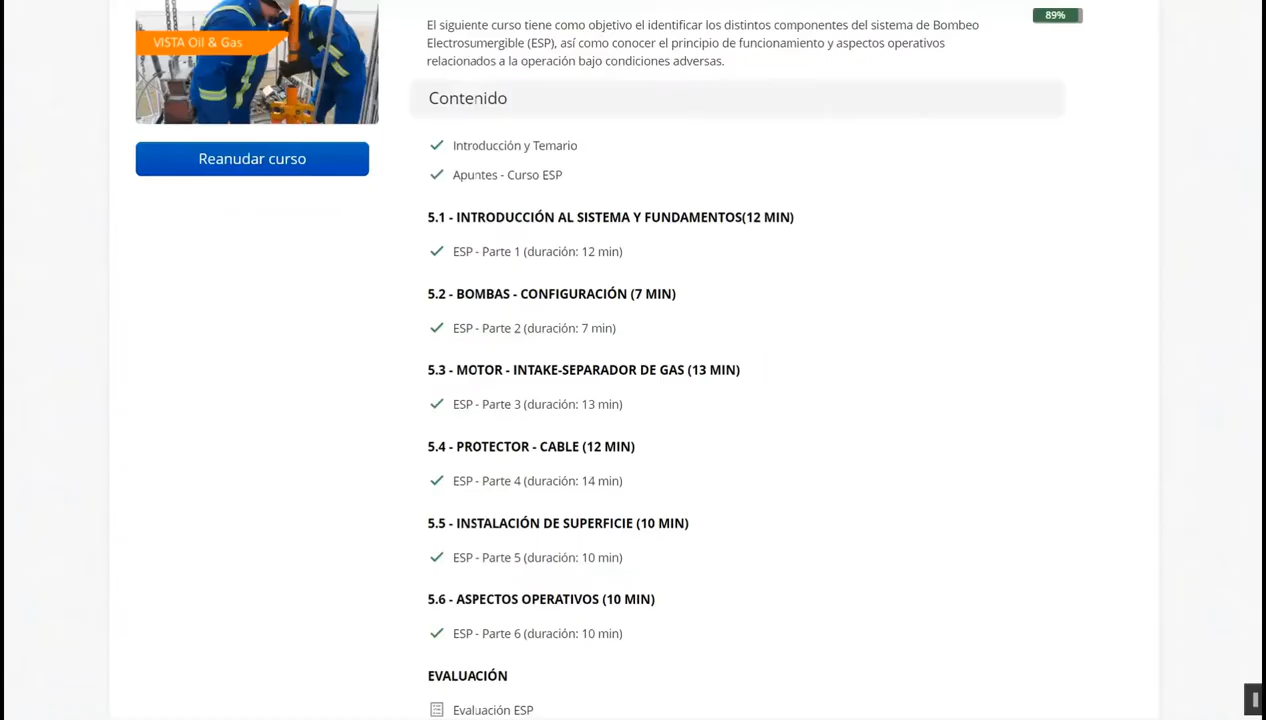 VISTA Oil & Gas
Reanudar curso
89%
El siguiente curso tiene como objetivo el identificar los distintos componentes del sistema de Bombeo
Electrosumergible (ESP), así como conocer el principio de funcionamiento y aspectos operativos
relacionados a la operación bajo condiciones adversas.
Contenido
Introducción y Temario
Apuntes - Curso ESP
5.1 - INTRODUCCIÓN AL SISTEMA Y FUNDAMENTOS(12 MIN)
ESP - Parte 1 (duración: 12 min)
5.2 - BOMBAS - CONFIGURACIÓN (7 MIN)
ESP - Parte 2 (duración: 7 min)
5.3 - MOTOR - INTAKE-SEPARADOR DE GAS (13 MIN)
ESP - Parte 3 (duración: 13 min)
5.4 - PROTECTOR - CABLE (12 MIN)
ESP - Parte 4 (duración: 14 min)
5.5 - INSTALACIÓN DE SUPERFICIE (10 MIN)
ESP - Parte 5 (duración: 10 min)
5.6 - ASPECTOS OPERATIVOS (10 MIN)
ESP - Parte 6 (duración: 10 min)
EVALUACIÓN
Evaluación ESP